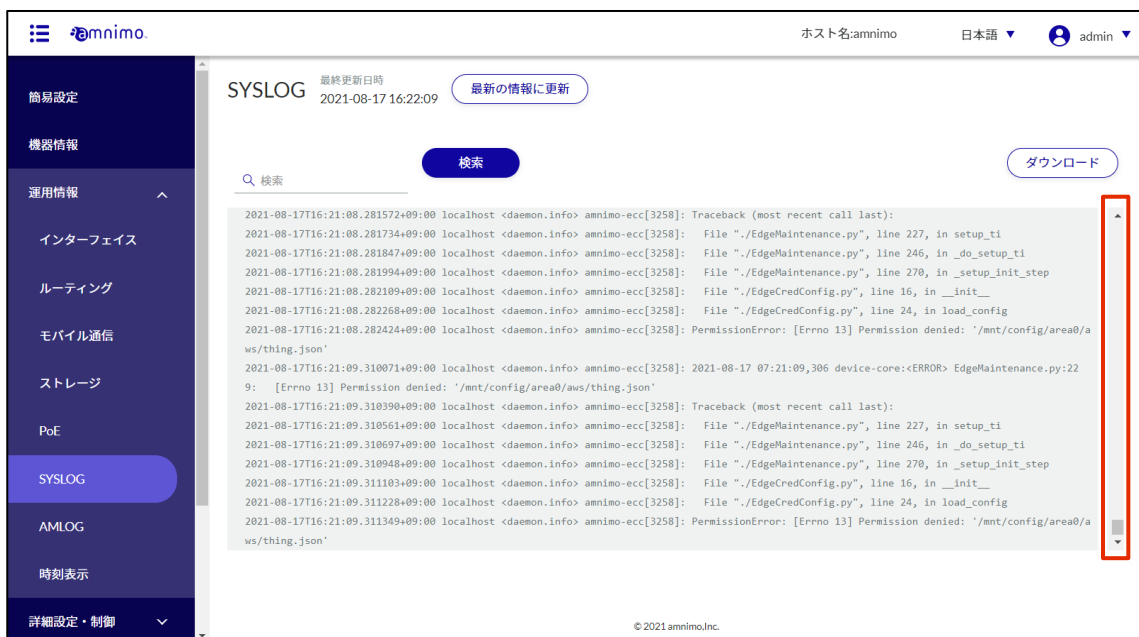 amnimo.
ホスト名:amnimo
日本語 ▼
admin ▼
簡易設定
機器情報
運用情報
インターフェイス
ルーティング
モバイル通信
ストレージ
PoE
SYSLOG
AMLOG
時刻表示
詳細設定・制御
SYSLOG
最終更新日時
2021-08-17 16:22:09
最新の情報に更新
検索
検索
ダウンロード
2021-08-17T16:21:08.281572+09:00 localhost <daemon.info> amnimo-ecc[3258]: Traceback (most recent call last):
2021-08-17T16:21:08.281734+09:00 localhost <daemon.info> amnimo-ecc[3258]:   File "./EdgeMaintenance.py", line 227, in setup_ti
2021-08-17T16:21:08.281847+09:00 localhost <daemon.info> amnimo-ecc[3258]:   File "./EdgeMaintenance.py", line 246, in _do_setup_ti
2021-08-17T16:21:08.281994+09:00 localhost <daemon.info> amnimo-ecc[3258]:   File "./EdgeMaintenance.py", line 270, in _setup_init_step
2021-08-17T16:21:08.282109+09:00 localhost <daemon.info> amnimo-ecc[3258]:   File "./EdgeCredConfig.py", line 16, in __init__
2021-08-17T16:21:08.282268+09:00 localhost <daemon.info> amnimo-ecc[3258]:   File "./EdgeCredConfig.py", line 24, in load_config
2021-08-17T16:21:08.282424+09:00 localhost <daemon.info> amnimo-ecc[3258]: PermissionError: [Errno 13] Permission denied: '/mnt/config/area0/a
ws/thing.json'
2021-08-17T16:21:09.310071+09:00 localhost <daemon.info> amnimo-ecc[3258]: 2021-08-17 07:21:09,306 device-core:<ERROR> EdgeMaintenance.py:22
9:   [Errno 13] Permission denied: '/mnt/config/area0/aws/thing.json'
2021-08-17T16:21:09.310390+09:00 localhost <daemon.info> amnimo-ecc[3258]: Traceback (most recent call last):
2021-08-17T16:21:09.310561+09:00 localhost <daemon.info> amnimo-ecc[3258]:   File "./EdgeMaintenance.py", line 227, in setup_ti
2021-08-17T16:21:09.310697+09:00 localhost <daemon.info> amnimo-ecc[3258]:   File "./EdgeMaintenance.py", line 246, in _do_setup_ti
2021-08-17T16:21:09.310948+09:00 localhost <daemon.info> amnimo-ecc[3258]:   File "./EdgeMaintenance.py", line 270, in _setup_init_step
2021-08-17T16:21:09.311103+09:00 localhost <daemon.info> amnimo-ecc[3258]:   File "./EdgeCredConfig.py", line 16, in __init__
2021-08-17T16:21:09.311228+09:00 localhost <daemon.info> amnimo-ecc[3258]:   File "./EdgeCredConfig.py", line 24, in load_config
2021-08-17T16:21:09.311349+09:00 localhost <daemon.info> amnimo-ecc[3258]: PermissionError: [Errno 13] Permission denied: '/mnt/config/area0/a
ws/thing.json'
© 2021 amnimo,Inc.